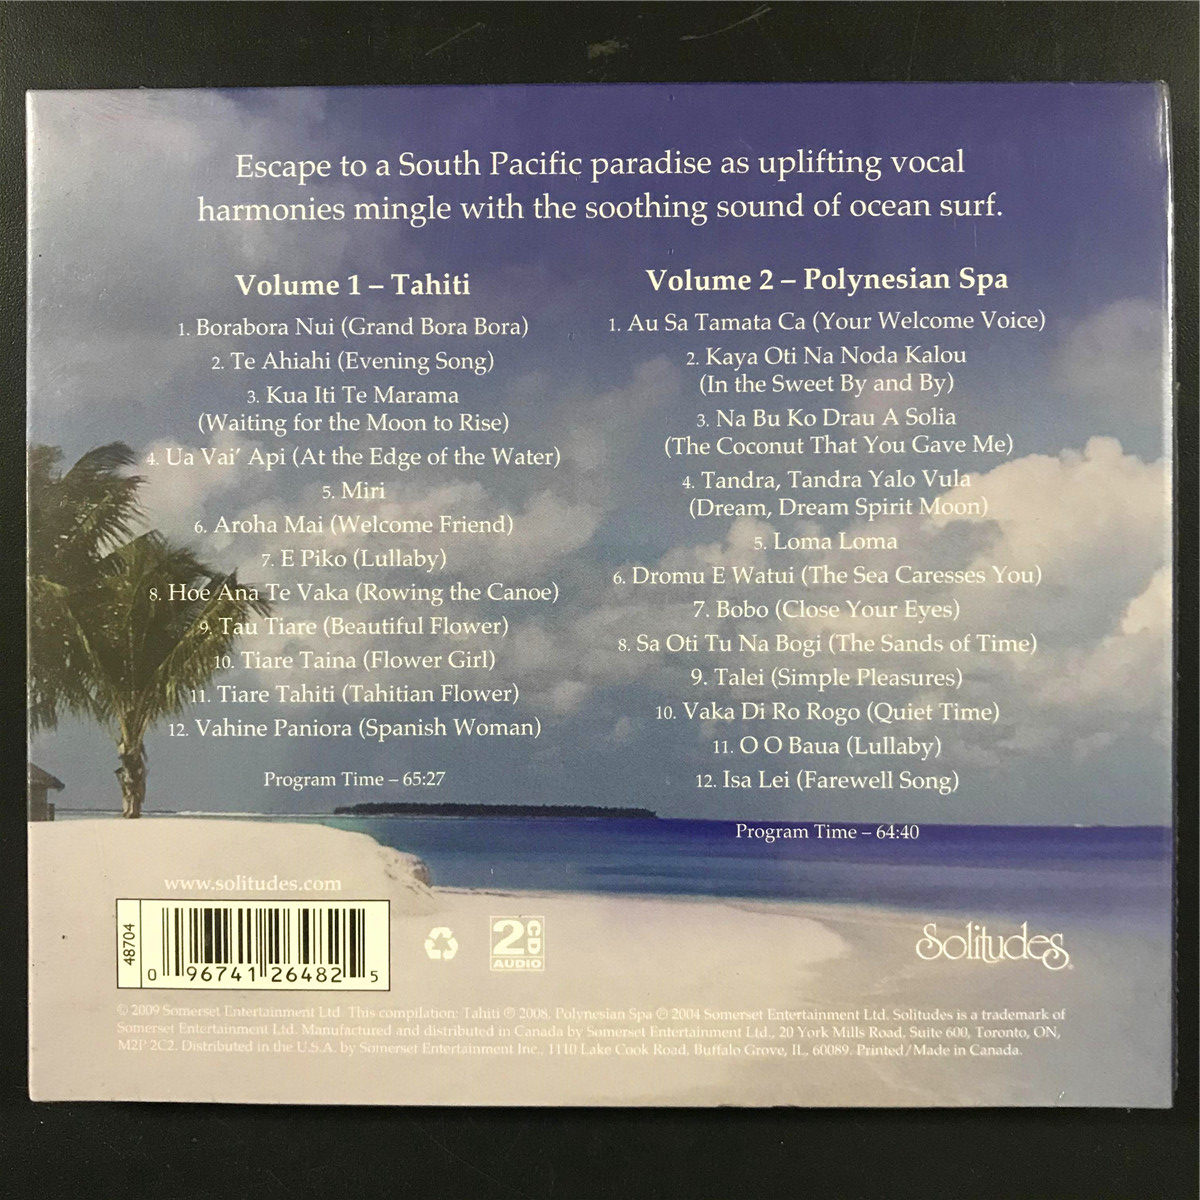 Escape to a South Pacific paradise as uplifting vocal
harmonies mingle with the soothing sound of ocean surf.
Volume 1 – Tahiti
1. Borabora Nui (Grand Bora Bora)
2. Te Ahiahi (Evening Song)
3. Kua Iti Te Marama
(Waiting for the Moon to Rise)
4. Ua Vai' Api (At the Edge of the Water)
5. Miri
6. Aroha Mai (Welcome Friend)
7. E Piko (Lullaby)
8. Hoe Ana Te Vaka (Rowing the Canoe)
9. Tau Tiare (Beautiful Flower)
10. Tiare Taina (Flower Girl)
11. Tiare Tahiti (Tahitian Flower)
12. Vahine Paniora (Spanish Woman)
Program Time – 65:27
Volume 2 – Polynesian Spa
1. Au Sa Tamata Ca (Your Welcome Voice)
2. Kaya Oti Na Noda Kalou
(In the Sweet By and By)
3. Na Bu Ko Drau A Solia
(The Coconut That You Gave Me)
4. Tandra, Tandra Yalo Vula
(Dream, Dream Spirit Moon)
5. Loma Loma
6. Dromu E Watui (The Sea Caresses You)
7. Bobo (Close Your Eyes)
8. Sa Oti Tu Na Bogi (The Sands of Time)
9. Talei (Simple Pleasures)
10. Vaka Di Ro Rogo (Quiet Time)
11. O O Baua (Lullaby)
12. Isa Lei (Farewell Song)
Program Time – 64:40
www.solitudes.com
48704
0 96741 26482 5
2 CD
AUDIO
Solitudes®
© 2009 Somerset Entertainment Ltd. This compilation: Tahiti ℗ 2008, Polynesian Spa ℗ 2004 Somerset Entertainment Ltd. Solitudes is a trademark of
Somerset Entertainment Ltd. Manufactured and distributed in Canada by Somerset Entertainment Ltd., 20 York Mills Road, Suite 600, Toronto, ON,
M2P 2C2. Distributed in the U.S.A. by Somerset Entertainment Inc., 1110 Lake Cook Road, Buffalo Grove, IL, 60089. Printed/Made in Canada.